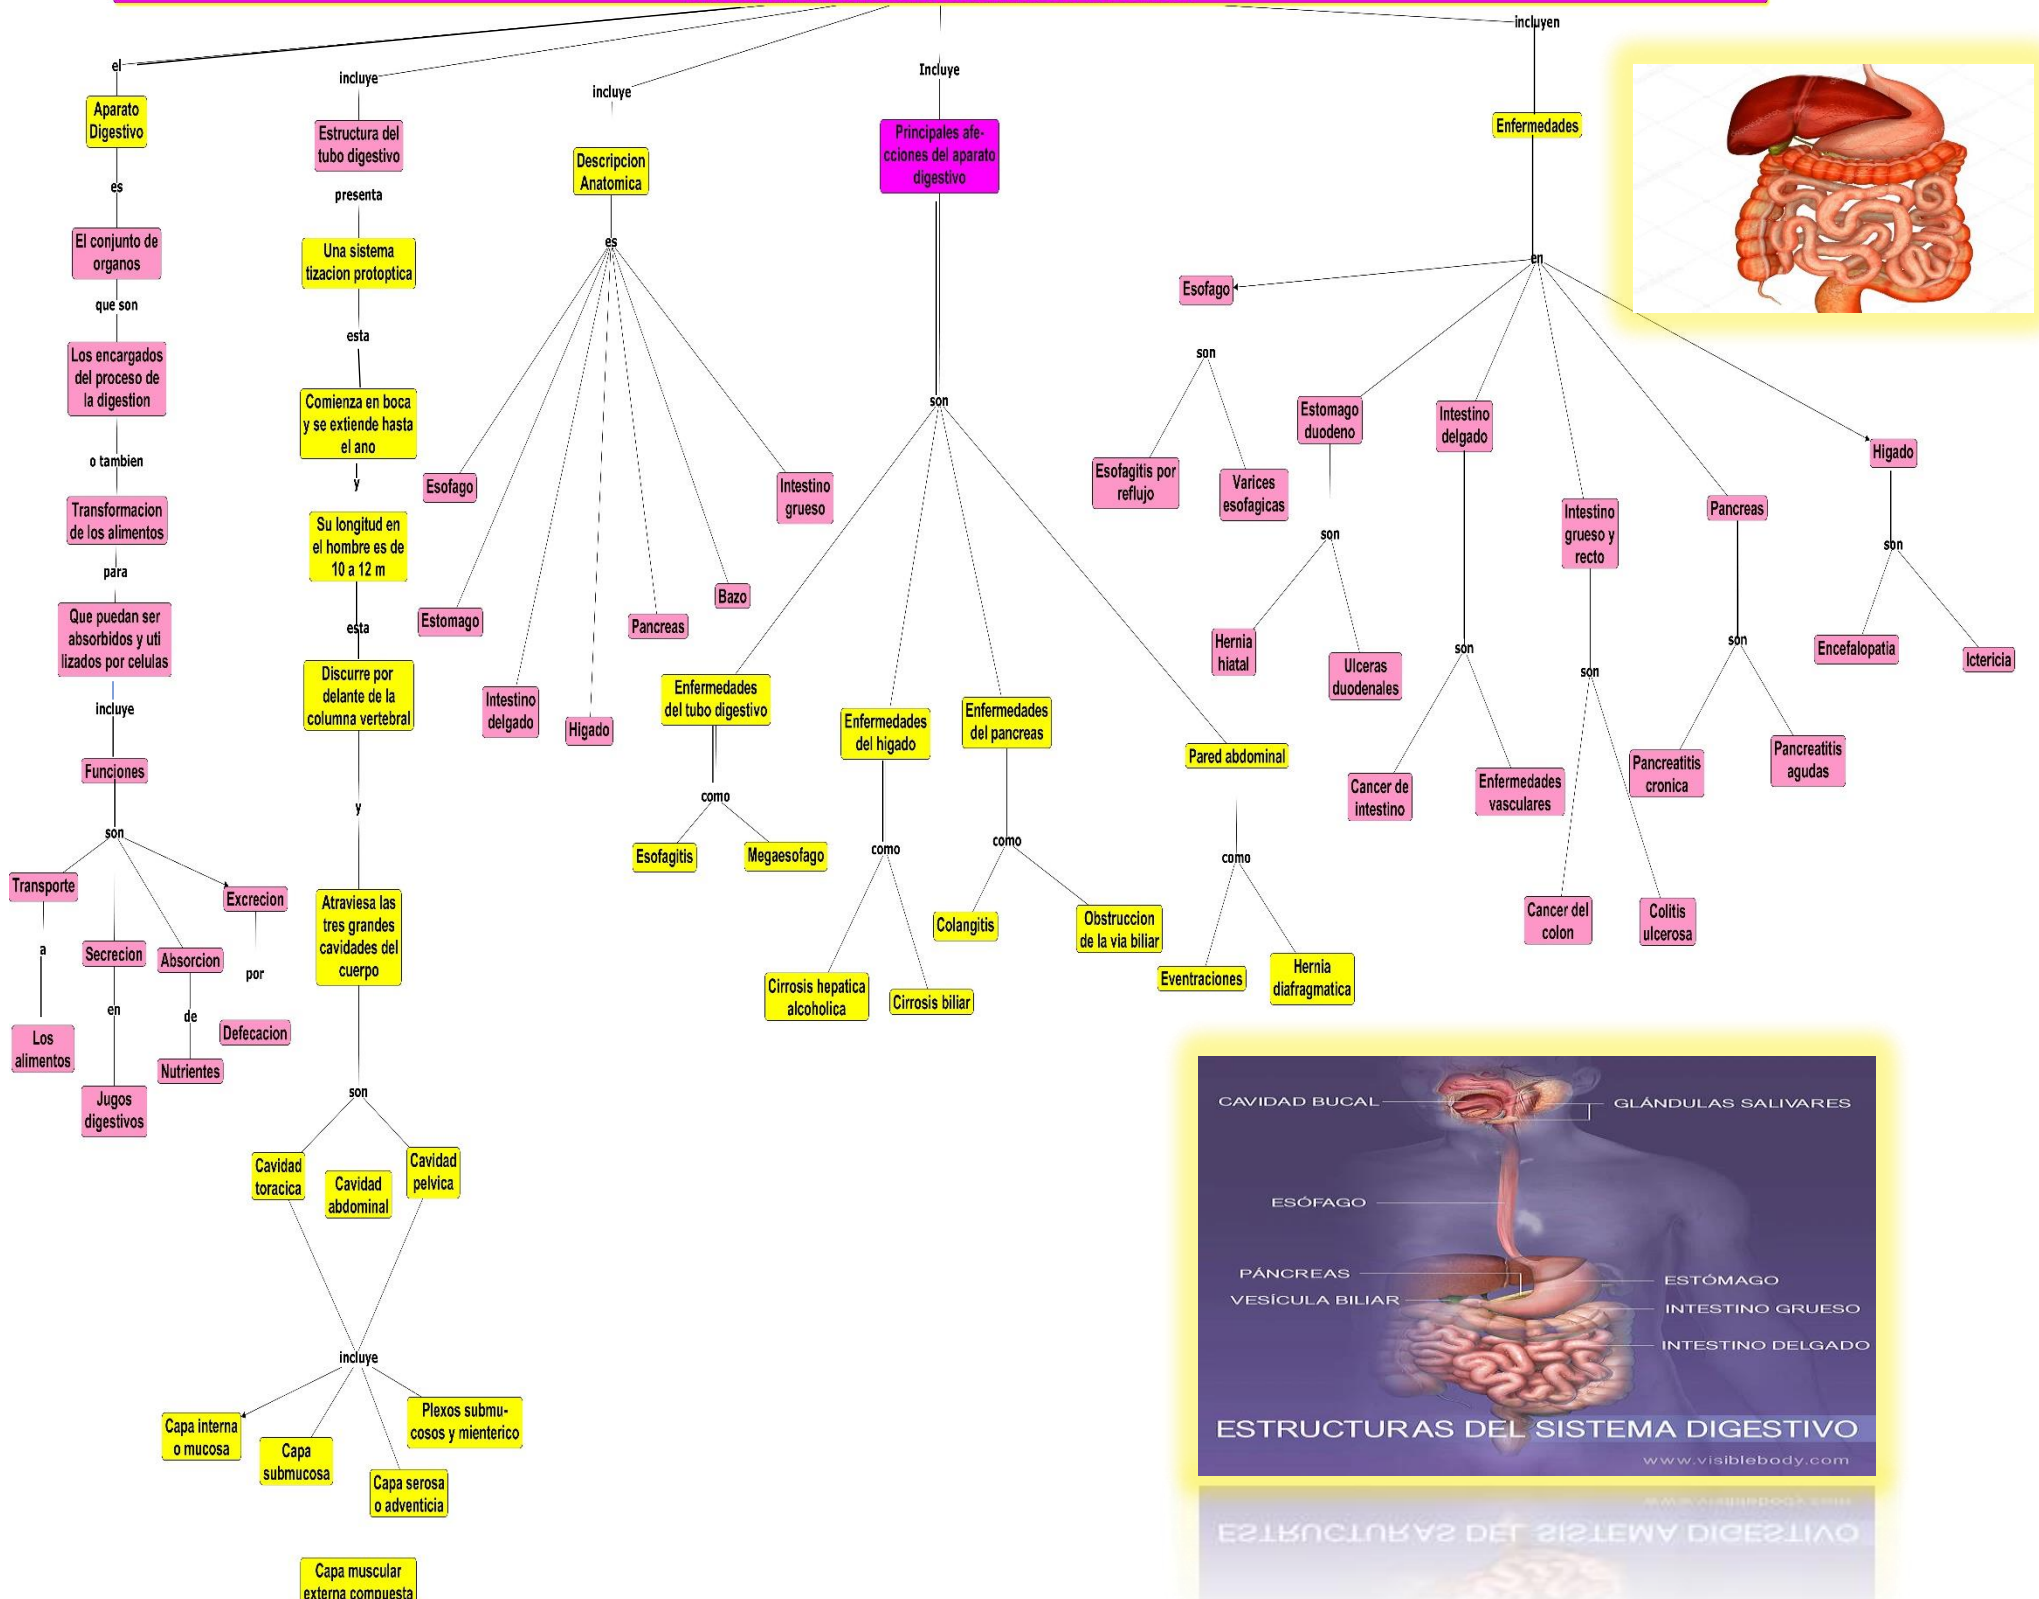 el
Aparato
Digestivo
es
El conjunto de
organos
que son
Los encargados
del proceso de
la digestion
o tambien
Transformacion
de los alimentos
para
Que puedan ser
absorbidos y uti
lizados por celulas
incluye
Funciones
son
Transporte
a
Los
alimentos
Secrecion
en
Jugos
digestivos
Absorcion
de
Nutrientes
Excrecion
por
Defecacion
incluye
Estructura del
tubo digestivo
presenta
Una sistema
tizacion protoptica
esta
Comienza en boca
y se extiende hasta
el ano
y
Su longitud en
el hombre es de
10 a 12 m
esta
Discurre por
delante de la
columna vertebral
y
Atraviesa las
tres grandes
cavidades del
cuerpo
son
Cavidad
toracica
Cavidad
abdominal
Cavidad
pelvica
incluye
Capa interna
o mucosa
Capa
submucosa
Capa serosa
o adventicia
Plexos submu-
cosos y mienterico
Capa muscular
externa compuesta
incluye
Descripcion
Anatomica
es
Esofago
Estomago
Intestino
delgado
Higado
Pancreas
Bazo
Intestino
grueso
Incluye
Principales afe-
cciones del aparato
digestivo
son
Enfermedades
del tubo digestivo
como
Esofagitis
Megaesofago
Enfermedades
del higado
como
Cirrosis hepatica
alcoholica
Cirrosis biliar
Enfermedades
del pancreas
como
Colangitis
Obstruccion
de la via biliar
Pared abdominal
como
Eventraciones
Hernia
diafragmatica
incluyen
Enfermedades
en
Esofago
son
Esofagitis por
reflujo
Varices
esofagicas
Estomago
duodeno
son
Hernia
hiatal
Ulceras
duodenales
Intestino
delgado
son
Cancer de
intestino
Enfermedades
vasculares
Intestino
grueso y
recto
son
Cancer del
colon
Colitis
ulcerosa
Pancreas
son
Pancreatitis
cronica
Pancreatitis
agudas
Higado
son
Encefalopatia
Ictericia
CAVIDAD BUCAL
GLÁNDULAS SALIVARES
ESÓFAGO
PÁNCREAS
VESÍCULA BILIAR
ESTÓMAGO
INTESTINO GRUESO
INTESTINO DELGADO
ESTRUCTURAS DEL SISTEMA DIGESTIVO
www.visiblebody.com